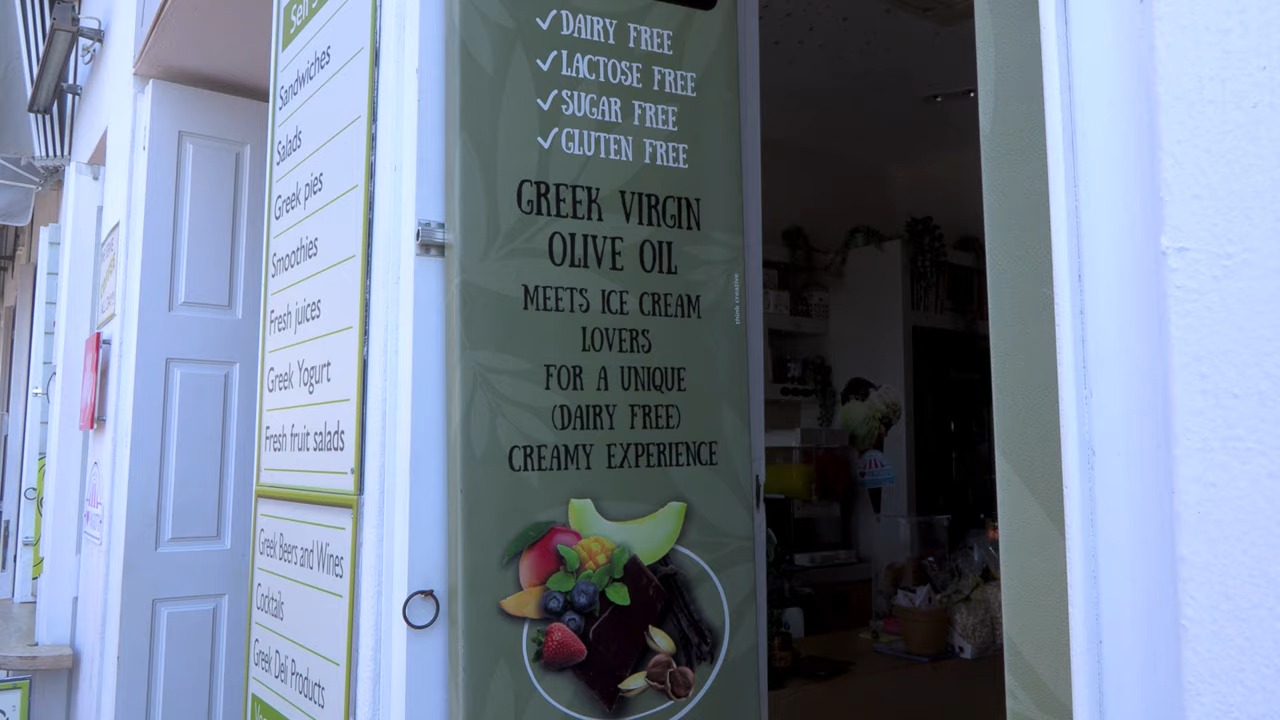 Sandwiches
Salads
Greek pies
Smoothies
Fresh juices
Greek Yogurt
Fresh fruit salads
Greek Beers and Wines
Cocktails
Greek Deli Products
DAIRY FREE
LACTOSE FREE
SUGAR FREE
GLUTEN FREE
GREEK VIRGIN
OLIVE OIL
MEETS ICE CREAM
LOVERS
FOR A UNIQUE
(DAIRY FREE)
CREAMY EXPERIENCE
think creative